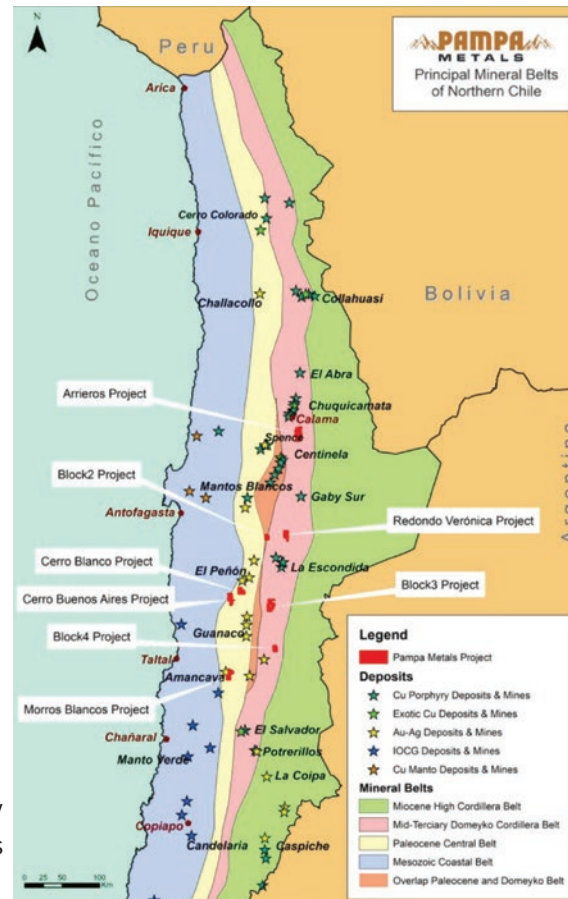 PAMPA
METALS
Principal Mineral Belts
of Northern Chile
N
Peru
Arica
Oceano Pacífico
Cerro Colorado
Iquique
Bolivia
Challacollo
Collahuasi
El Abra
Arrieros Project
Chuquicamata
Calama
Spence
Centinela
Block2 Project
Mantos Blancos
Gaby Sur
Antofagasta
Redondo Verónica Project
Cerro Blanco Project
El Peñón
La Escondida
Cerro Buenos Aires Project
Block3 Project
Guanaco
Block4 Project
Taltal
Amancaya
Morros Blancos Project
El Salvador
Chañaral
Manto Verde
Potrerillos
La Coipa
Copiapo
Candelaria
Caspiche
0 25 50 100
Km
Legend
Pampa Metals Project
Deposits
Cu Porphyry Deposits & Mines
Exotic Cu Deposits & Mines
Au-Ag Deposits & Mines
IOCG Deposits & Mines
Cu Manto Deposits & Mines
Mineral Belts
Miocene High Cordillera Belt
Mid-Terciary Domeyko Cordillera Belt
Paleocene Central Belt
Mesozoic Coastal Belt
Overlap Paleocene and Domeyko Belt